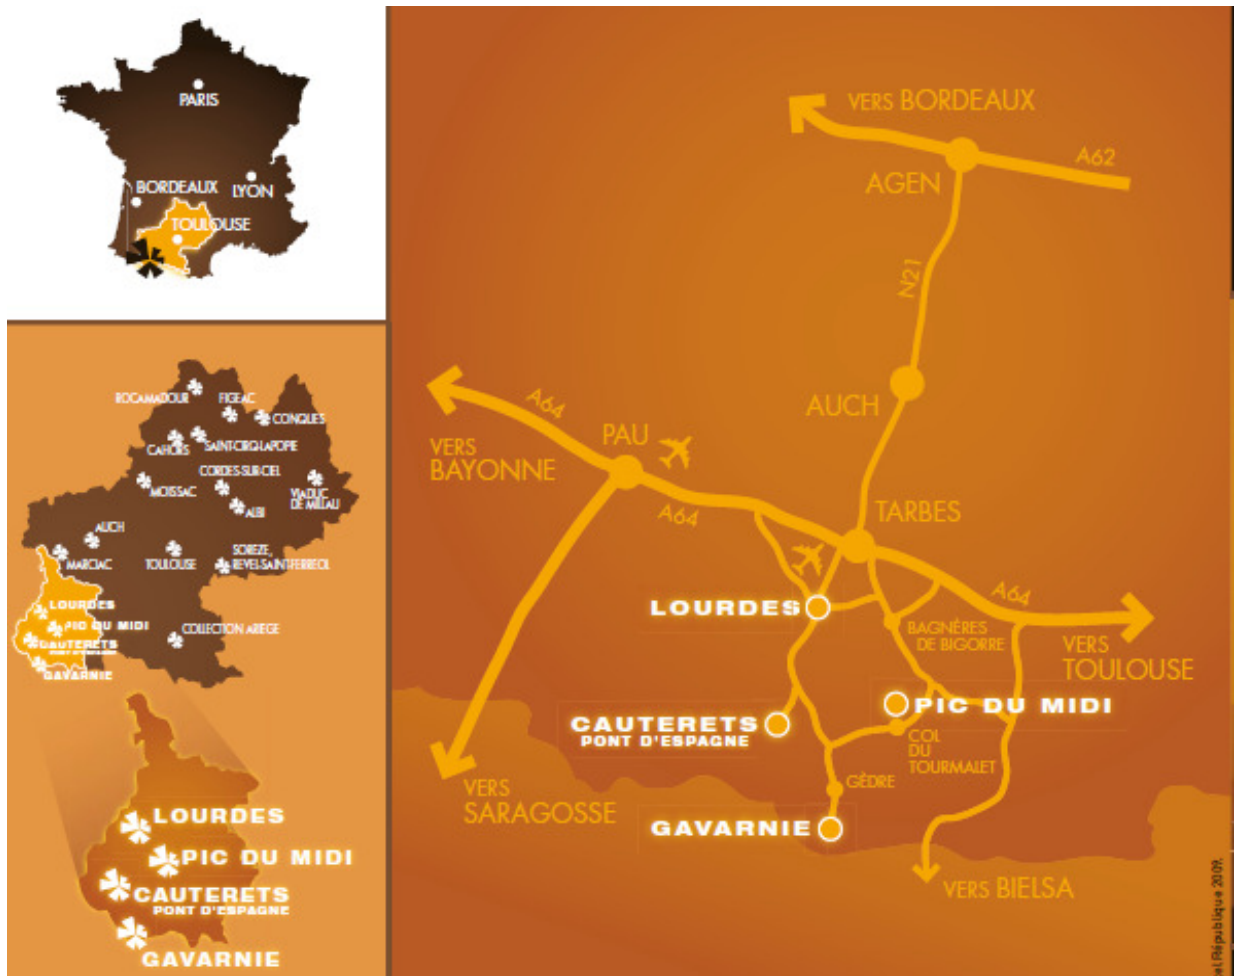 PARIS
BORDEAUX
LYON
TOULOUSE
ROCAMADOUR
FIGEAC
CONQUES
CAHORS
SAINT-CIRQ-LAPOPIE
CORDES-SUR-CIEL
MOISSAC
VIADUC
DE MILLAU
ALBI
AUCH
MARCIAC
TOULOUSE
SOREZE,
REVEL-SAINT-FERREOL
LOURDES
PIC DU MIDI
COLLECTION ARIEGE
CAUTERETS
PONT D'ESPAGNE
GAVARNIE
LOURDES
PIC DU MIDI
CAUTERETS
PONT D'ESPAGNE
GAVARNIE
VERS BORDEAUX
A62
AGEN
N21
AUCH
A64
PAU
VERS
BAYONNE
A64
TARBES
LOURDES
A64
BAGNÈRES
DE BIGORRE
VERS
TOULOUSE
PIC DU MIDI
CAUTERETS
PONT D'ESPAGNE
COL
DU
TOURMALET
GÈDRE
VERS
SARAGOSSE
GAVARNIE
VERS BIELSA
République 2009.